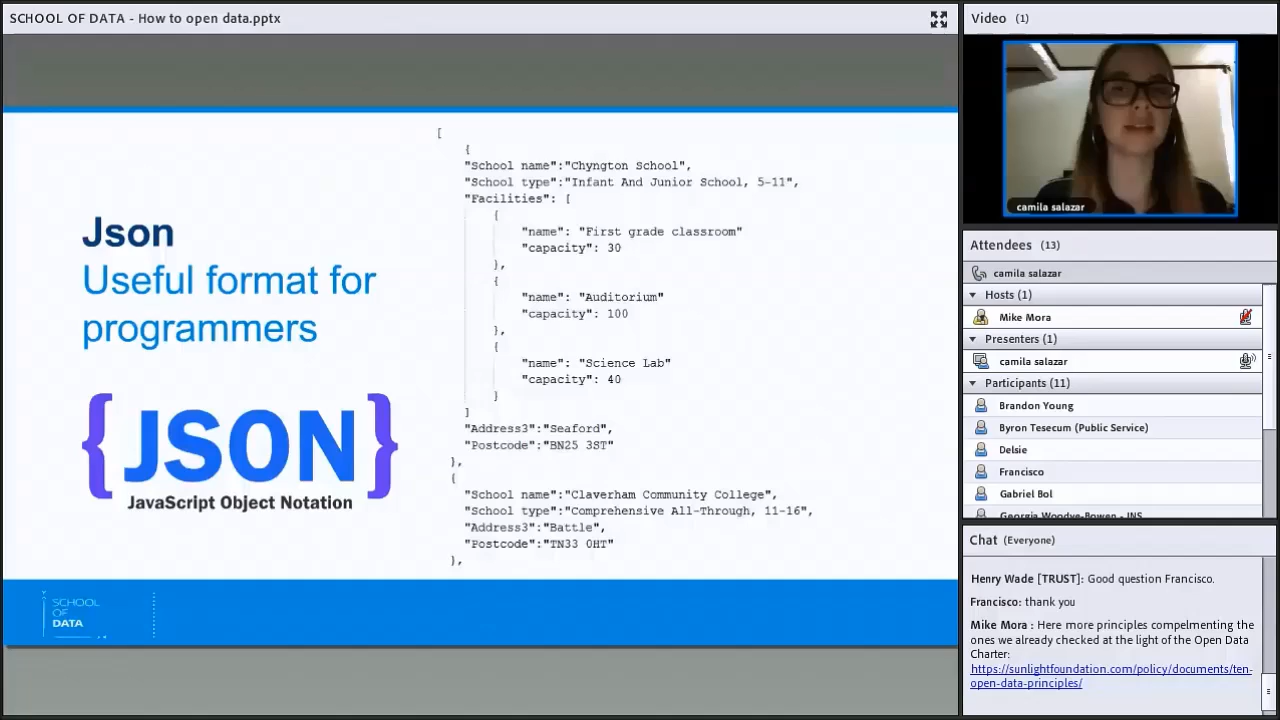 SCHOOL OF DATA - How to open data.pptx
Json
Useful format for
programmers
{JSON}
JavaScript Object Notation
[
{
"School name":"Chyngton School",
"School type":"Infant And Junior School, 5-11",
"Facilities": [
{
"name": "First grade classroom"
"capacity": 30
},
{
"name": "Auditorium"
"capacity": 100
},
{
"name": "Science Lab"
"capacity": 40
}
]
"Address3":"Seaford",
"Postcode":"BN25 3ST"
},
{
"School name":"Claverham Community College",
"School type":"Comprehensive All-Through, 11-16",
"Address3":"Battle",
"Postcode":"TN33 0HT"
},
SCHOOL
OF
DATA
Video (1)
camila salazar
Attendees (13)
camila salazar
Hosts (1)
Mike Mora
Presenters (1)
camila salazar
Participants (11)
Brandon Young
Byron Tesecum (Public Service)
Delsie
Francisco
Gabriel Bol
Georgia Woodye-Bowen - INS
Chat (Everyone)
Henry Wade [TRUST]: Good question Francisco.
Francisco: thank you
Mike Mora : Here more principles compelmenting the
ones we already checked at the light of the Open Data
Charter:
https://sunlightfoundation.com/policy/documents/ten-
open-data-principles/